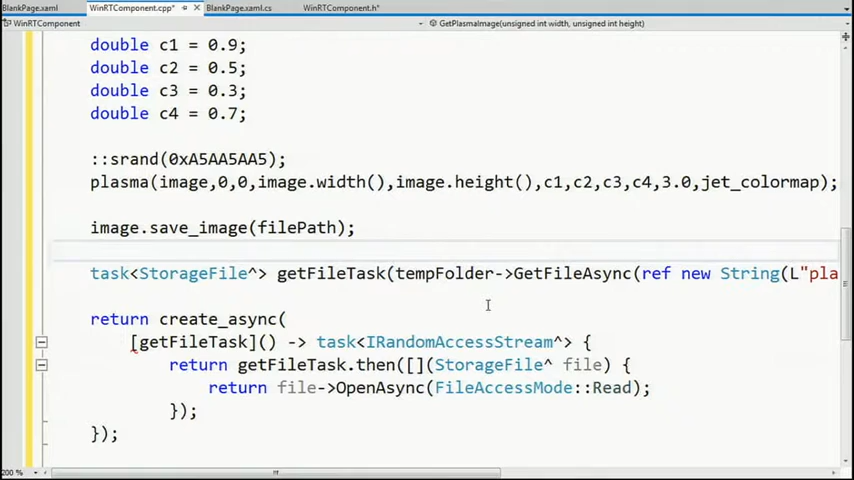 BlankPage.xaml WinRTComponent.cpp* BlankPage.xaml.cs WinRTComponent.h*
WinRTComponent GetPlasmaImage(unsigned int width, unsigned int height)
double c1 = 0.9;
double c2 = 0.5;
double c3 = 0.3;
double c4 = 0.7;
::srand(0xA5AA5AA5);
plasma(image,0,0,image.width(),image.height(),c1,c2,c3,c4,3.0,jet_colormap);
image.save_image(filePath);
task<StorageFile^> getFileTask(tempFolder->GetFileAsync(ref new String(L"pla
return create_async(
[getFileTask]() -> task<IRandomAccessStream^> {
return getFileTask.then([](StorageFile^ file) {
return file->OpenAsync(FileAccessMode::Read);
});
});
200 %